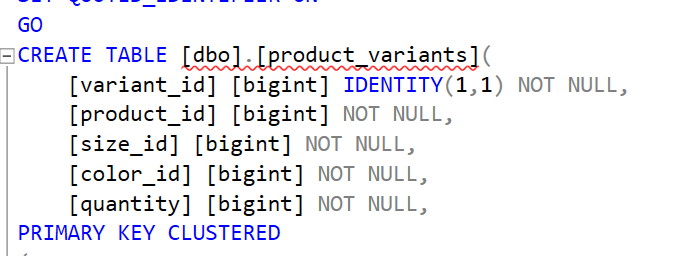 GO
CREATE TABLE [dbo].[product_variants](
[variant_id] [bigint] IDENTITY(1,1) NOT NULL,
[product_id] [bigint] NOT NULL,
[size_id] [bigint] NOT NULL,
[color_id] [bigint] NOT NULL,
[quantity] [bigint] NOT NULL,
PRIMARY KEY CLUSTERED